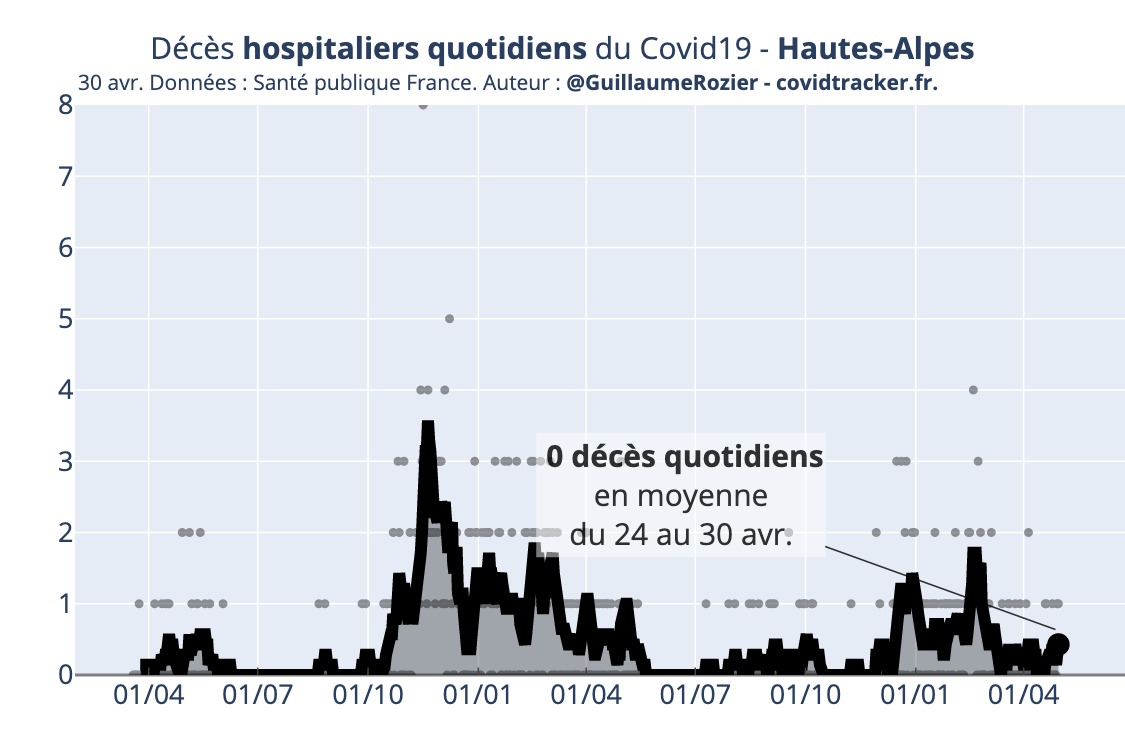 Décès hospitaliers quotidiens du Covid19 - Hautes-Alpes
30 avr. Données : Santé publique France. Auteur : @GuillaumeRozier - covidtracker.fr.
8
7
6
5
4
3
2
1
0
0 décès quotidiens
en moyenne
du 24 au 30 avr.
01/04 01/07 01/10 01/01 01/04 01/07 01/10 01/01 01/04